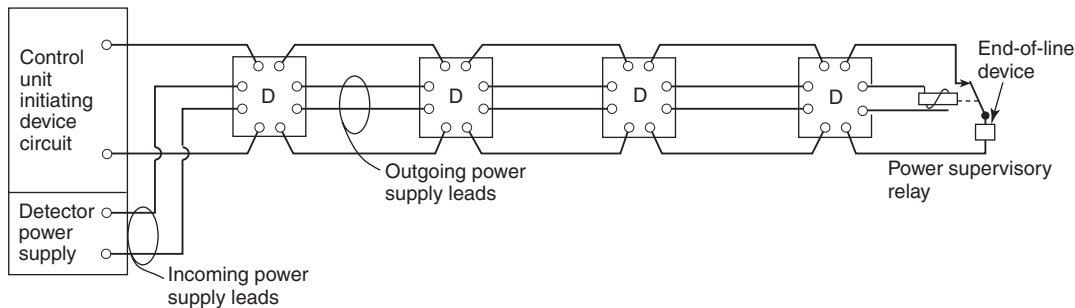 Control
unit
initiating
device
circuit
Detector
power
supply
Incoming power
supply leads
D
Outgoing power
supply leads
D
D
D
End-of-line
device
Power supervisory
relay